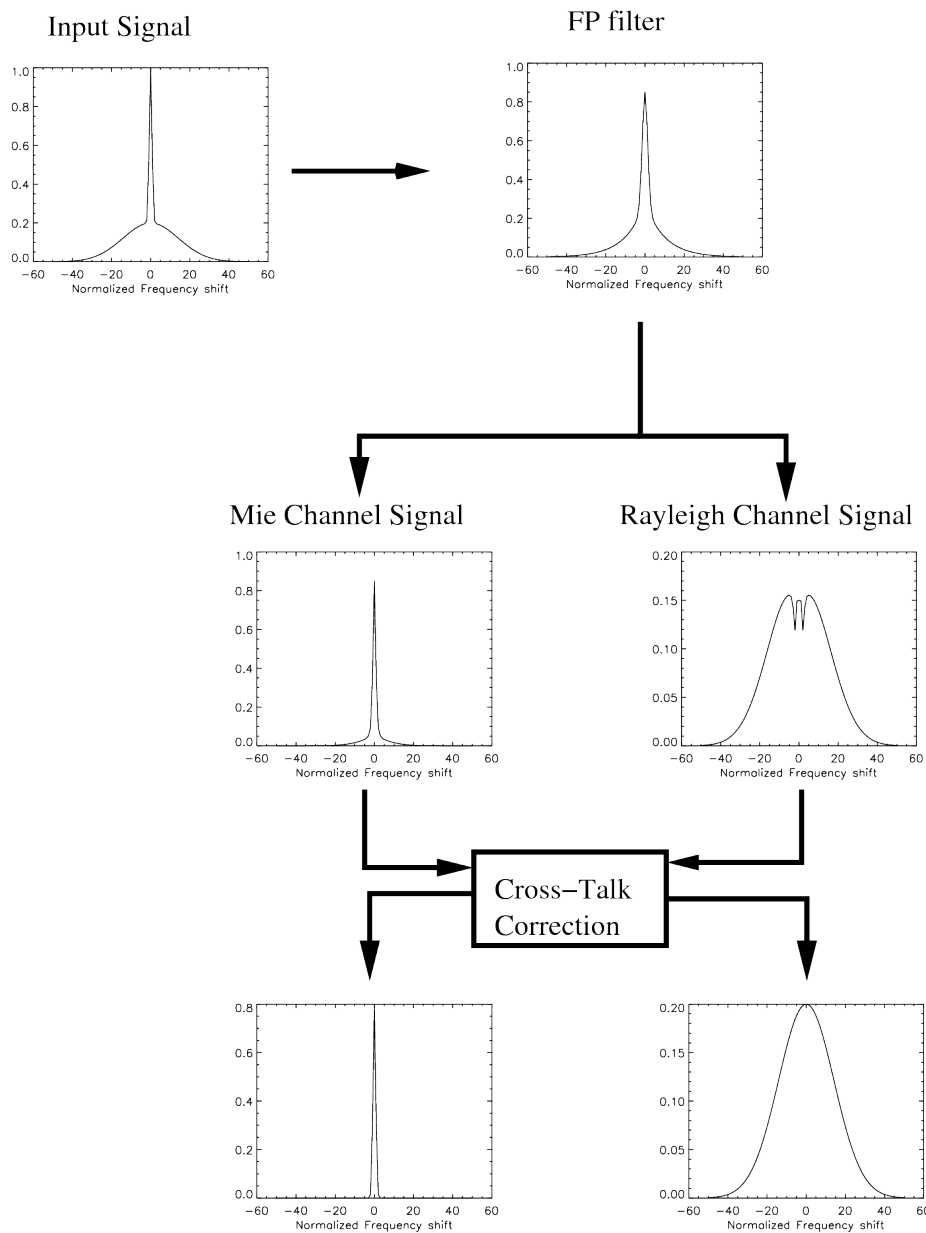 Input Signal
FP filter
1.0
0.8
0.6
0.4
0.2
0.0
−60 −40 −20 0 20 40 60
Normalized Frequency shift
1.0
0.8
0.6
0.4
0.2
0.0
−60 −40 −20 0 20 40 60
Normalized Frequency shift
Mie Channel Signal
Rayleigh Channel Signal
1.0
0.8
0.6
0.4
0.2
0.0
−60 −40 −20 0 20 40 60
Normalized Frequency shift
0.20
0.15
0.10
0.05
0.00
−60 −40 −20 0 20 40 60
Normalized Frequency shift
Cross−Talk
Correction
0.8
0.6
0.4
0.2
0.0
−60 −40 −20 0 20 40 60
Normalized Frequency shift
0.20
0.15
0.10
0.05
0.00
−60 −40 −20 0 20 40 60
Normalized Frequency shift